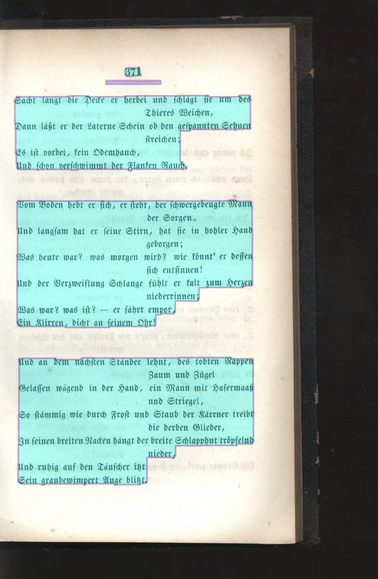 371
Sacht langt die Decke er herbei und schlägt sie um des
Thieres Weichen,
Dann läßt er der Laterne Schein ob den gespannten Sehnen
streichen;
Es ist vorbei, kein Odemhauch,
Und schon verschwimmt der Flanken Rauch.
Vom Boden hebt er sich, er steht, der schwergebeugte Mann
der Sorgen,
Und langsam hat er seine Stirn, hat sie in hohler Hand
geborgen;
Was heute war? was morgen wird? wie könnt' er dessen
sich entsinnen!
Und der Verzweiflung Schlange fühlt er kalt zum Herzen
niederrinnen;
Was war? was ist? — er fährt empor,
Ein Klirren, dicht an seinem Ohr!
Und an dem nächsten Ständer lehnt, des todten Rappen
Zaum und Zügel
Gelassen wägend in der Hand, ein Mann mit Hafermaaß
und Striegel,
So stämmig wie durch Frost und Staub der Kärrner treibt
die derben Glieder,
In seinen breiten Nacken hängt der breite Schlapphut tröpfelnd
nieder,
Und ruhig auf den Täuscher itzt
Sein graubewimpert Auge blitzt.